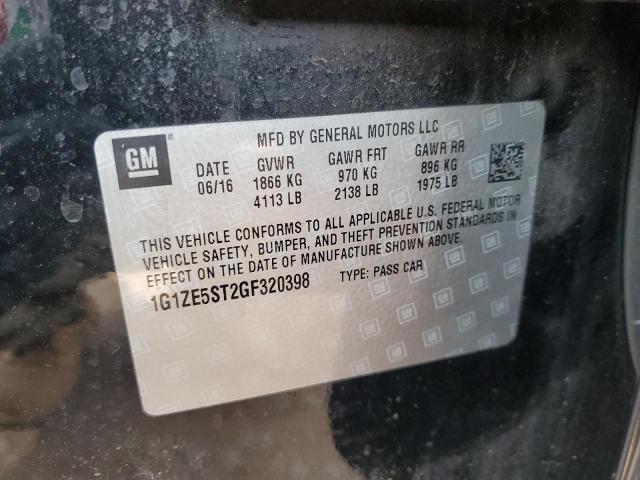 GM
MFD BY GENERAL MOTORS LLC
DATE GVWR GAWR FRT GAWR RR
06/16 1866 KG 970 KG 896 KG
4113 LB 2138 LB 1975 LB
THIS VEHICLE CONFORMS TO ALL APPLICABLE U.S. FEDERAL MOTOR
VEHICLE SAFETY, BUMPER, AND THEFT PREVENTION STANDARDS IN
EFFECT ON THE DATE OF MANUFACTURE SHOWN ABOVE.
1G1ZE5ST2GF320398 TYPE: PASS CAR